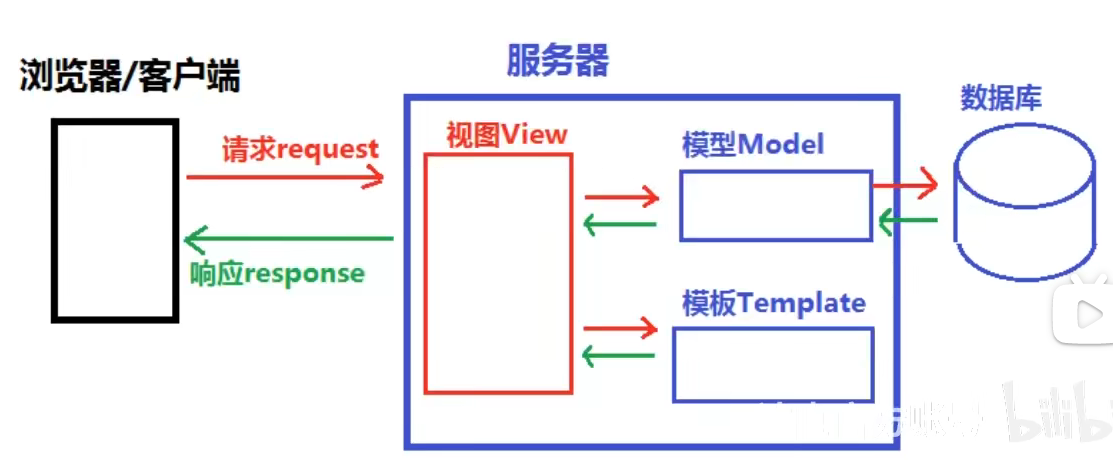 服务器
浏览器/客户端
数据库
请求request
视图View
模型Model
响应response
模板Template
bilibi